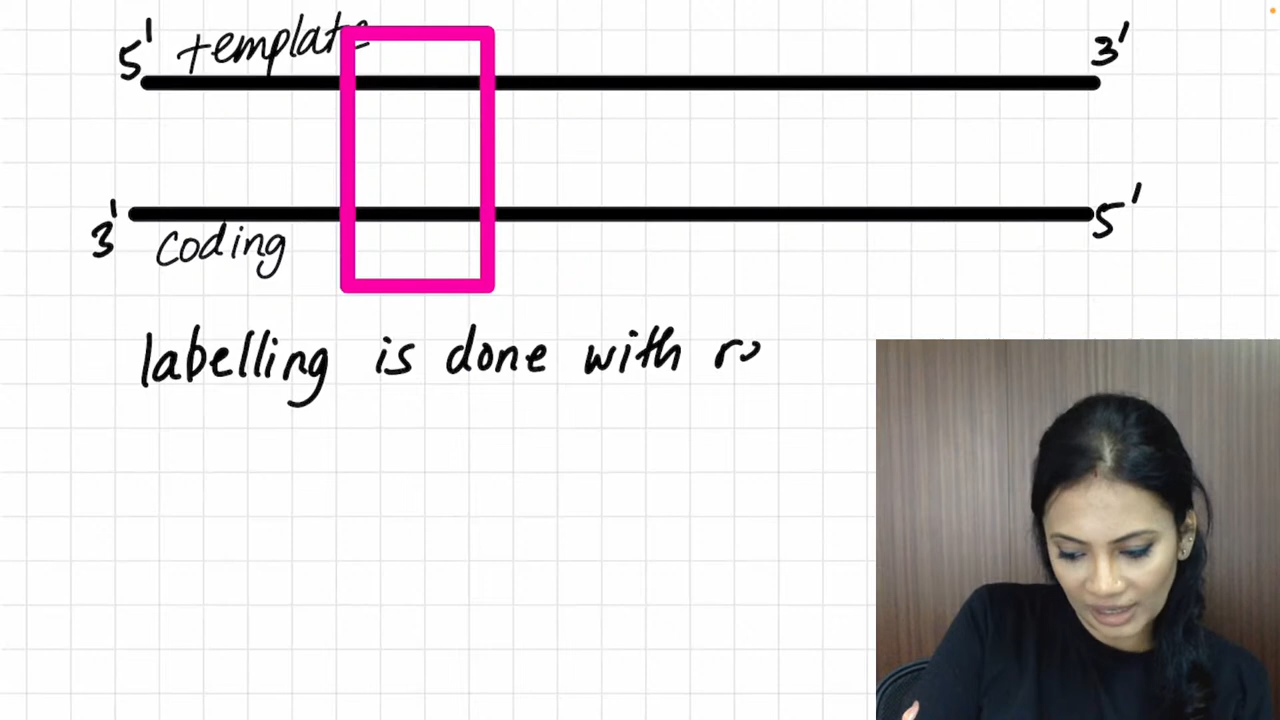 5' template 3'
3' 5'
coding
labelling is done with